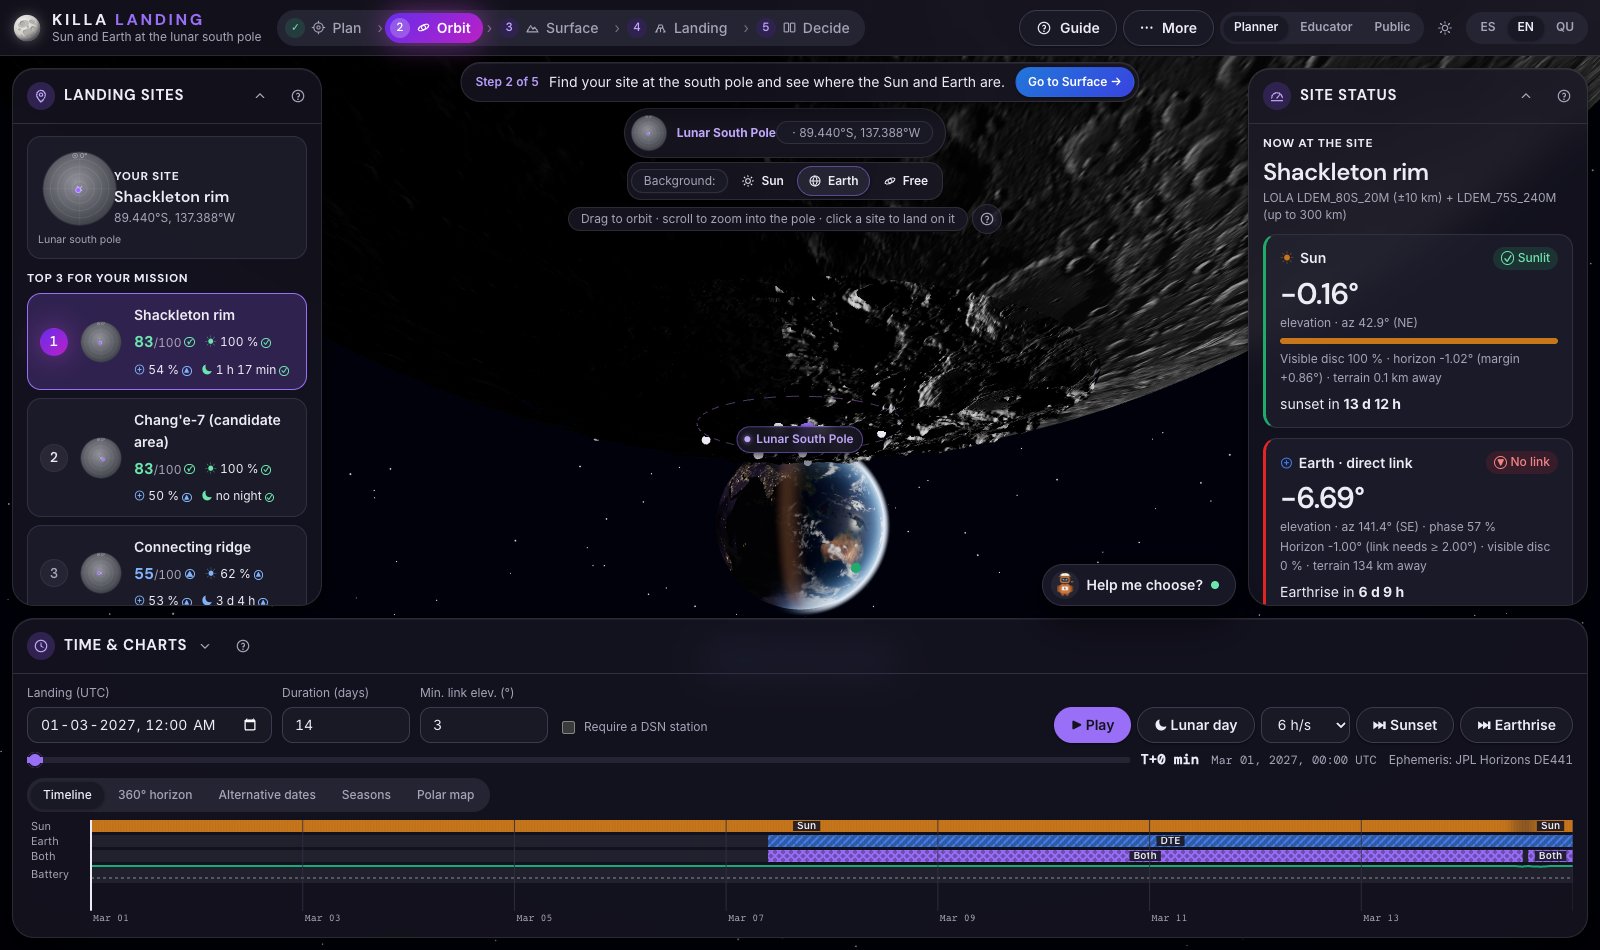 KILLA LANDING
Sun and Earth at the lunar south pole
✓ Plan
2 Orbit
3 Surface
4 Landing
5 Decide
Guide
More
Planner
Educator
Public
ES
EN
QU
Step 2 of 5 Find your site at the south pole and see where the Sun and Earth are. Go to Surface →
Lunar South Pole · 89.440°S, 137.388°W
Background: Sun Earth Free
Drag to orbit · scroll to zoom into the pole · click a site to land on it
LANDING SITES
YOUR SITE
Shackleton rim
89.440°S, 137.388°W
Lunar south pole
TOP 3 FOR YOUR MISSION
1
Shackleton rim
83/100 100 %
54 % 1 h 17 min
2
Chang'e-7 (candidate
area)
83/100 100 %
50 % no night
3
Connecting ridge
55/100 62 %
53 % 3 d 4 h
Lunar South Pole
Help me choose?
SITE STATUS
NOW AT THE SITE
Shackleton rim
LOLA LDEM_80S_20M (±10 km) + LDEM_75S_240M
(up to 300 km)
Sun Sunlit
−0.16°
elevation · az 42.9° (NE)
Visible disc 100 % · horizon -1.02° (margin
+0.86°) · terrain 0.1 km away
sunset in 13 d 12 h
Earth · direct link No link
−6.69°
elevation · az 141.4° (SE) · phase 57 %
Horizon -1.00° (link needs ≥ 2.00°) · visible disc
0 % · terrain 134 km away
Earthrise in 6 d 9 h
TIME & CHARTS
Landing (UTC) Duration (days) Min. link elev. (°)
01-03-2027, 12:00 AM 14 3 Require a DSN station
Play Lunar day 6 h/s Sunset Earthrise
T+0 min Mar 01, 2027, 00:00 UTC Ephemeris: JPL Horizons DE441
Timeline 360° horizon Alternative dates Seasons Polar map
Sun Sun Sun
Earth DTE
Both Both Both
Battery
Mar 01 Mar 03 Mar 05 Mar 07 Mar 09 Mar 11 Mar 13